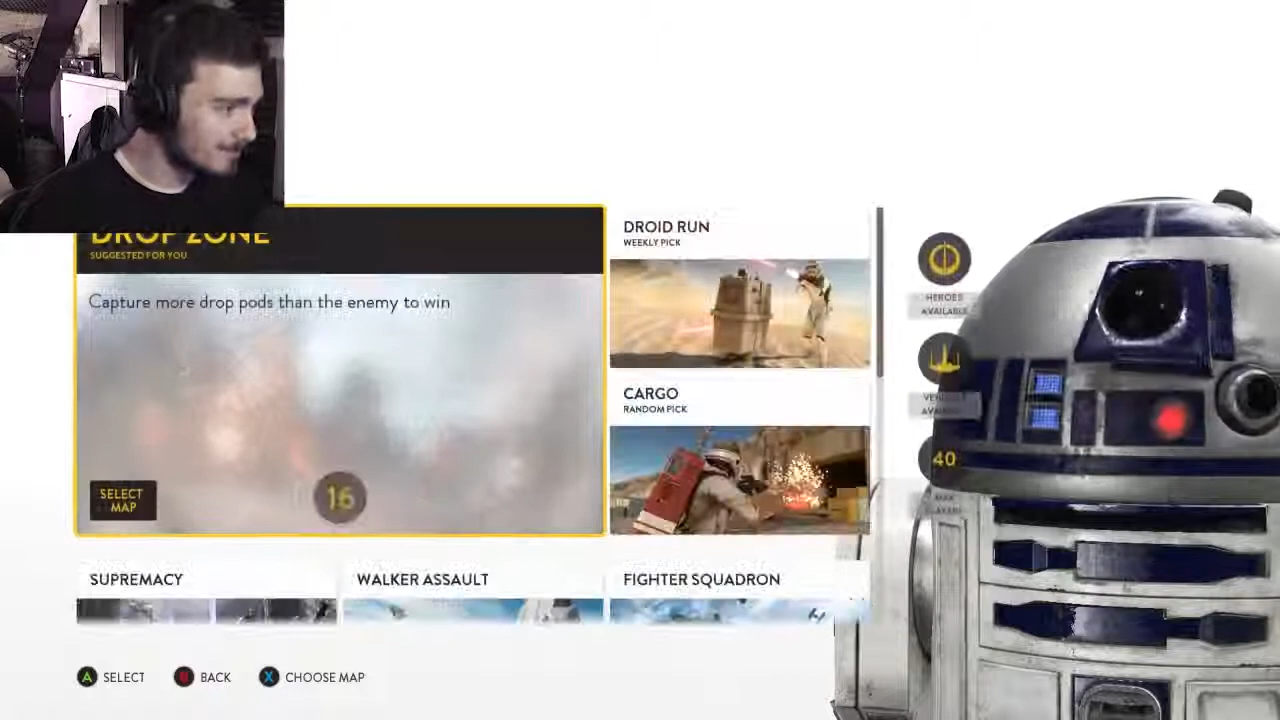 DROP ZONE
SUGGESTED FOR YOU
Capture more drop pods than the enemy to win
SELECT
MAP
16
DROID RUN
WEEKLY PICK
CARGO
RANDOM PICK
HEROES
AVAILABLE
40
SUPREMACY
WALKER ASSAULT
FIGHTER SQUADRON
A SELECT
B BACK
X CHOOSE MAP